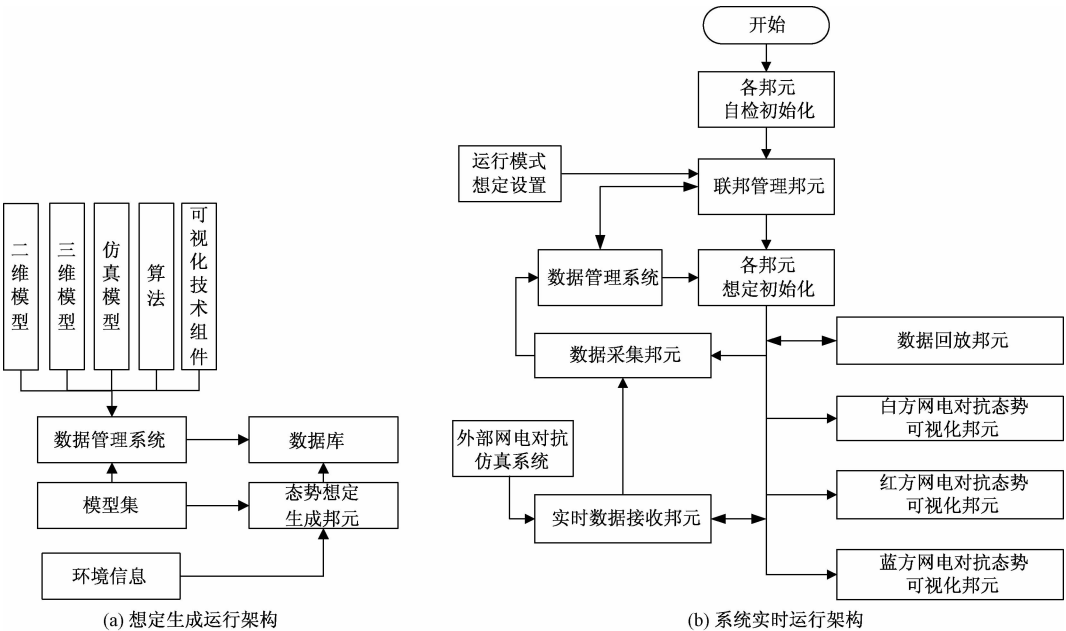 二维模型
三维模型
仿真模型
算法
可视化技术组件
数据管理系统
数据库
模型集
态势想定
生成邦元
环境信息
(a) 想定生成运行架构
开始
各邦元
自检初始化
运行模式
想定设置
联邦管理邦元
数据管理系统
各邦元
想定初始化
数据采集邦元
数据回放邦元
外部网电对抗
仿真系统
白方网电对抗态势
可视化邦元
红方网电对抗态势
可视化邦元
实时数据接收邦元
蓝方网电对抗态势
可视化邦元
(b) 系统实时运行架构